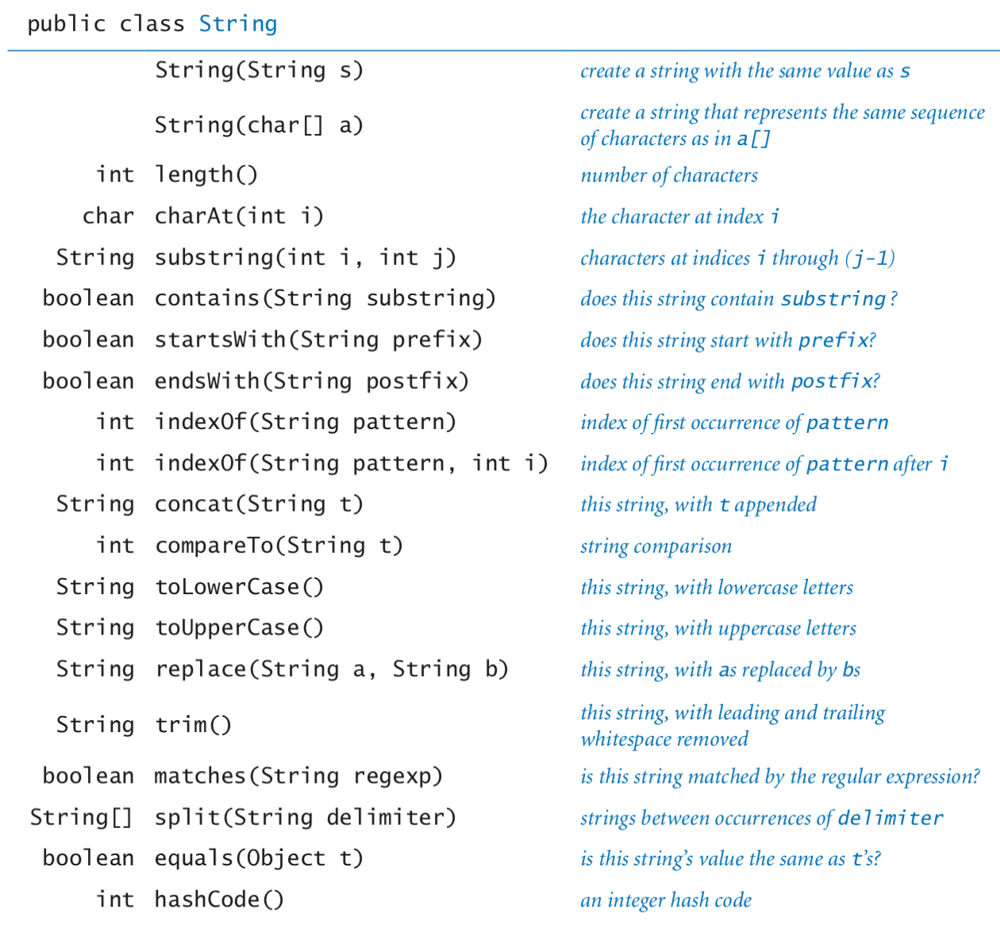 public class String
String(String s) create a string with the same value as s
String(char[] a) create a string that represents the same sequence
of characters as in a[]
int length() number of characters
char charAt(int i) the character at index i
String substring(int i, int j) characters at indices i through (j-1)
boolean contains(String substring) does this string contain substring?
boolean startsWith(String prefix) does this string start with prefix?
boolean endsWith(String postfix) does this string end with postfix?
int indexOf(String pattern) index of first occurrence of pattern
int indexOf(String pattern, int i) index of first occurrence of pattern after i
String concat(String t) this string, with t appended
int compareTo(String t) string comparison
String toLowerCase() this string, with lowercase letters
String toUpperCase() this string, with uppercase letters
String replace(String a, String b) this string, with as replaced by bs
String trim() this string, with leading and trailing
whitespace removed
boolean matches(String regexp) is this string matched by the regular expression?
String[] split(String delimiter) strings between occurrences of delimiter
boolean equals(Object t) is this string's value the same as t's?
int hashCode() an integer hash code